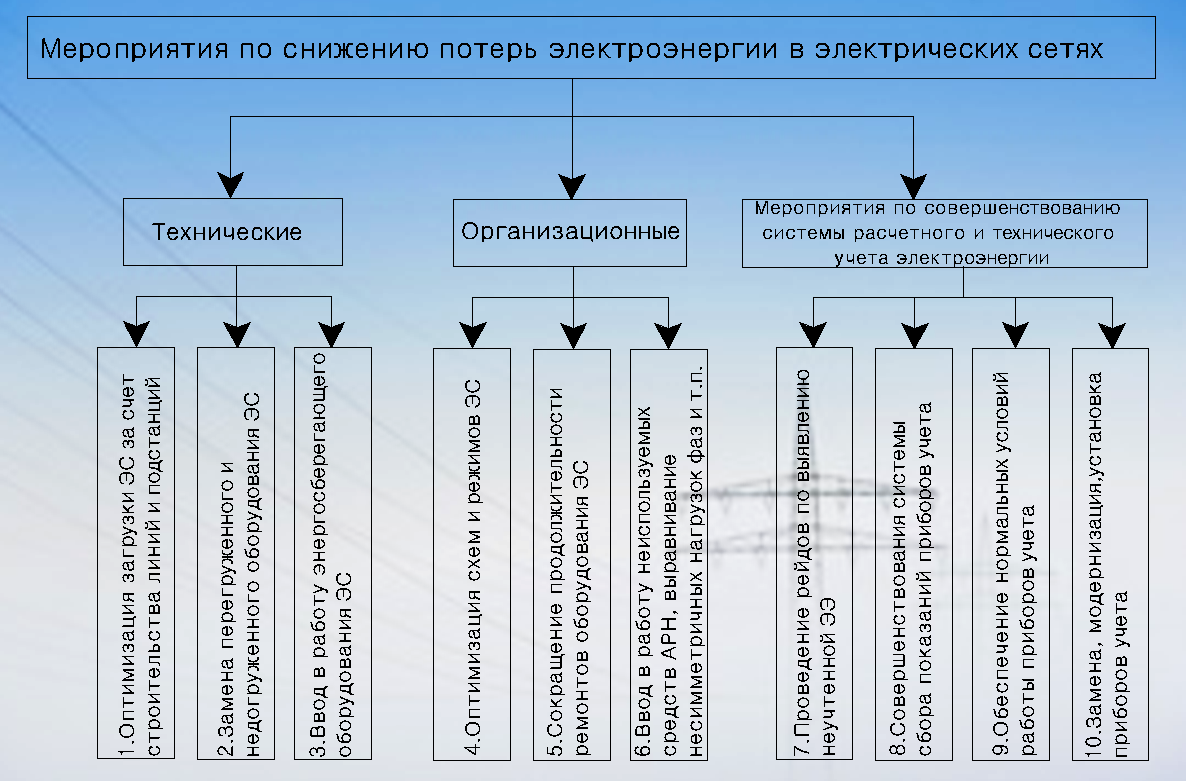 Мероприятия по снижению потерь электроэнергии в электрических сетях
Технические
Организационные
Мероприятия по совершенствованию
системы расчетного и технического
учета электроэнергии
1.Оптимизация загрузки ЭС за счет
строительства линий и подстанций
2.Замена перегруженного и
недогруженного оборудования ЭС
3.Ввод в работу энергосберегающего
оборудования ЭС
4.Оптимизация схем и режимов ЭС
5.Сокращение продолжительности
ремонтов оборудования ЭС
6.Ввод в работу неиспользуемых
средств АРН, выравнивание
несимметричных нагрузок фаз и т.п.
7.Проведение рейдов по выявлению
неучтенной ЭЭ
8.Совершенствования системы
сбора показаний приборов учета
9.Обеспечение нормальных условий
работы приборов учета
10.Замена, модернизация,установка
приборов учета